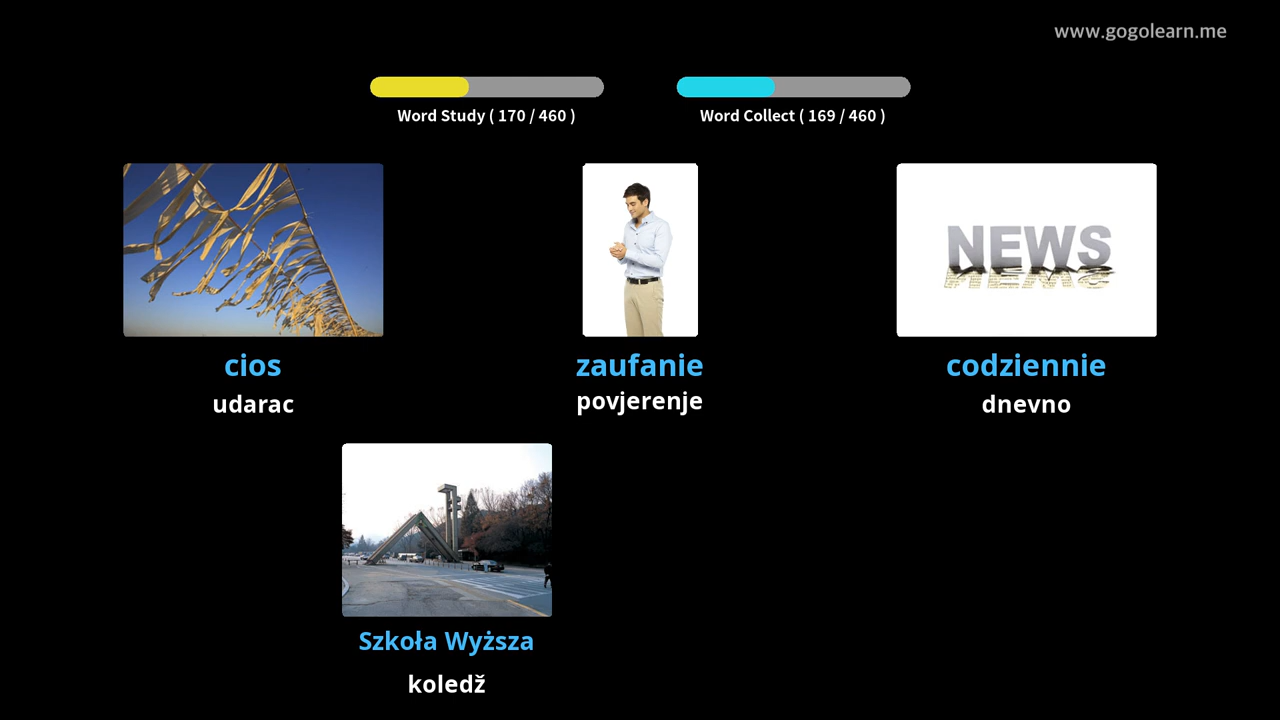 www.gogolearn.me
Word Study ( 170 / 460 )
Word Collect ( 169 / 460 )
NEWS
cios
zaufanie
codziennie
udarac
povjerenje
dnevno
Szkoła Wyższa
koledž